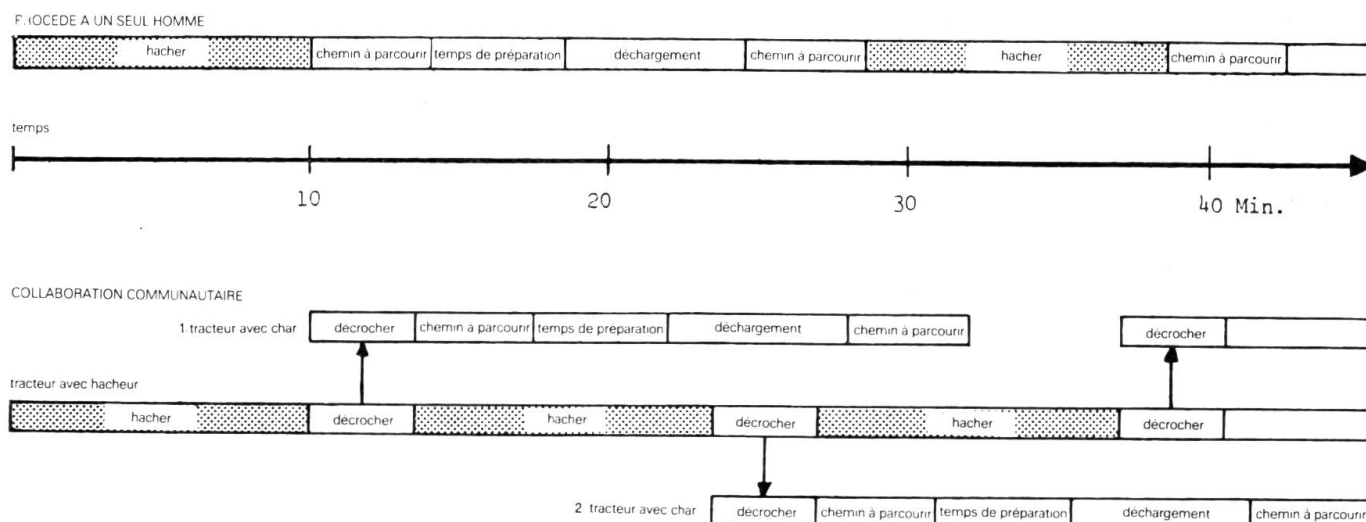 PROCEDE A UN SEUL HOMME
hacher chemin à parcourir temps de préparation déchargement chemin à parcourir hacher chemin à parcourir
temps
10 20 30 40 Min.
COLLABORATION COMMUNAUTAIRE
1 tracteur avec char décrocher chemin à parcourir temps de préparation déchargement chemin à parcourir décrocher
tracteur avec hacheur
hacher décrocher hacher décrocher hacher décrocher
2 tracteur avec char décrocher chemin à parcourir temps de préparation déchargement chemin à parcourir